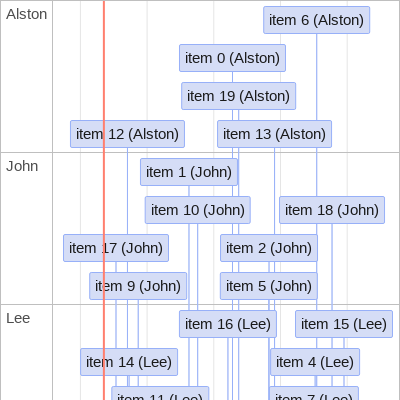 Alston
item 6 (Alston)
item 0 (Alston)
item 19 (Alston)
item 12 (Alston)
item 13 (Alston)
John
item 1 (John)
item 10 (John)
item 18 (John)
item 17 (John)
item 2 (John)
item 9 (John)
item 5 (John)
Lee
item 16 (Lee)
item 15 (Lee)
item 14 (Lee)
item 4 (Lee)
item 11 (Lee)
item 7 (Lee)